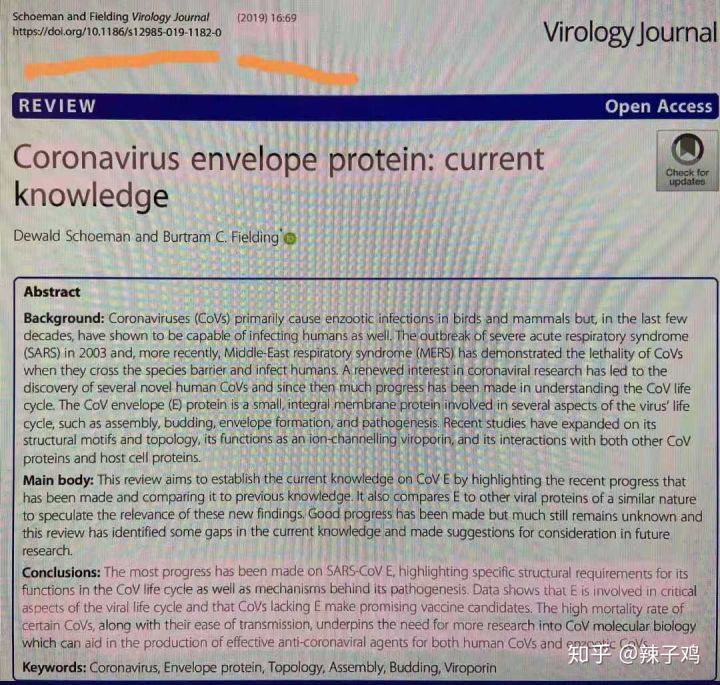 Schoeman and Fielding Virology Journal (2019) 16:69
https://doi.org/10.1186/s12985-019-1182-0
Virology Journal
REVIEW Open Access
Coronavirus envelope protein: current
knowledge
Check for
updates
Dewald Schoeman and Burtram C. Fielding*
Abstract
Background: Coronaviruses (CoVs) primarily cause enzootic infections in birds and mammals but, in the last few
decades, have shown to be capable of infecting humans as well. The outbreak of severe acute respiratory syndrome
(SARS) in 2003 and, more recently, Middle-East respiratory syndrome (MERS) has demonstrated the lethality of CoVs
when they cross the species barrier and infect humans. A renewed interest in coronaviral research has led to the
discovery of several novel human CoVs and since then much progress has been made in understanding the CoV life
cycle. The CoV envelope (E) protein is a small, integral membrane protein involved in several aspects of the virus' life
cycle, such as assembly, budding, envelope formation, and pathogenesis. Recent studies have expanded on its
structural motifs and topology, its functions as an ion-channelling viroporin, and its interactions with both other CoV
proteins and host cell proteins.
Main body: This review aims to establish the current knowledge on CoV E by highlighting the recent progress that
has been made and comparing it to previous knowledge. It also compares E to other viral proteins of a similar nature
to speculate the relevance of these new findings. Good progress has been made but much still remains unknown and
this review has identified some gaps in the current knowledge and made suggestions for consideration in future
research.
Conclusions: The most progress has been made on SARS-CoV E, highlighting specific structural requirements for its
functions in the CoV life cycle as well as mechanisms behind its pathogenesis. Data shows that E is involved in critical
aspects of the viral life cycle and that CoVs lacking E make promising vaccine candidates. The high mortality rate of
certain CoVs, along with their ease of transmission, underpins the need for more research into CoV molecular biology
which can aid in the production of effective anti-coronaviral agents for both human CoVs and enzootic CoVs.
知乎 @辣子鸡
Keywords: Coronavirus, Envelope protein, Topology, Assembly, Budding, Viroporin